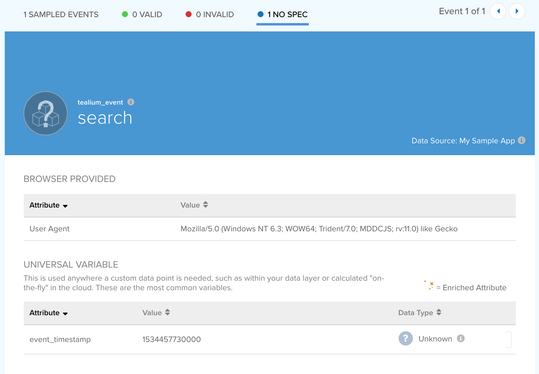 1 SAMPLED EVENTS 0 VALID 0 INVALID 1 NO SPEC Event 1 of 1
tealium_event
search
Data Source: My Sample App
BROWSER PROVIDED
Attribute Value
User Agent Mozilla/5.0 (Windows NT 6.3; WOW64; Trident/7.0; MDDCJS; rv:11.0) like Gecko
UNIVERSAL VARIABLE
This is used anywhere a custom data point is needed, such as within your data layer or calculated "on-
the-fly" in the cloud. These are the most common variables.
= Enriched Attribute
Attribute Value Data Type
event_timestamp 1534457730000 ? Unknown